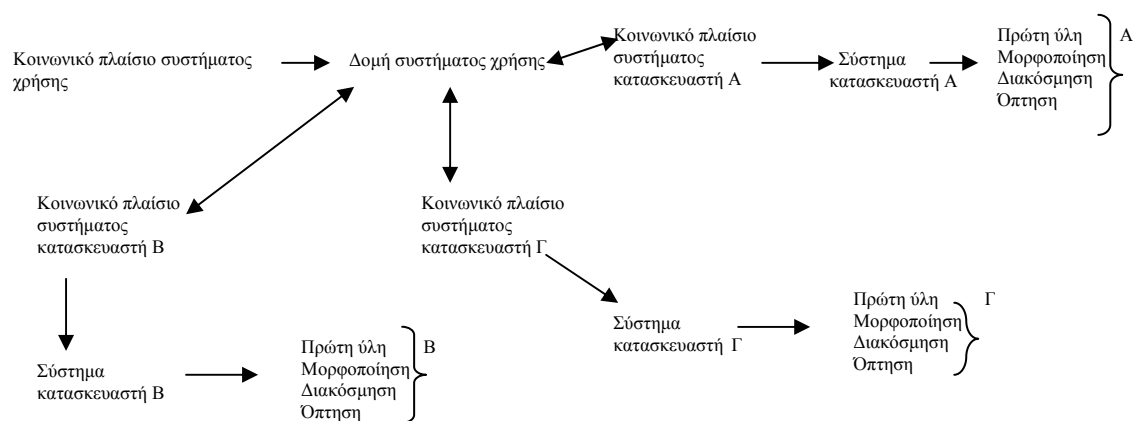 Κοινωνικό πλαίσιο συστήματος
χρήσης
Δομή συστήματος χρήσης
Κοινωνικό πλαίσιο
συστήματος
κατασκευαστή Α
Σύστημα
κατασκευαστή Α
Πρώτη ύλη
Μορφοποίηση
Διακόσμηση
Όπτηση
Α
Κοινωνικό πλαίσιο
συστήματος
κατασκευαστή Β
Κοινωνικό πλαίσιο
συστήματος
κατασκευαστή Γ
Σύστημα
κατασκευαστή Β
Πρώτη ύλη
Μορφοποίηση
Διακόσμηση
Όπτηση
Β
Σύστημα
κατασκευαστή Γ
Πρώτη ύλη
Μορφοποίηση
Διακόσμηση
Όπτηση
Γ